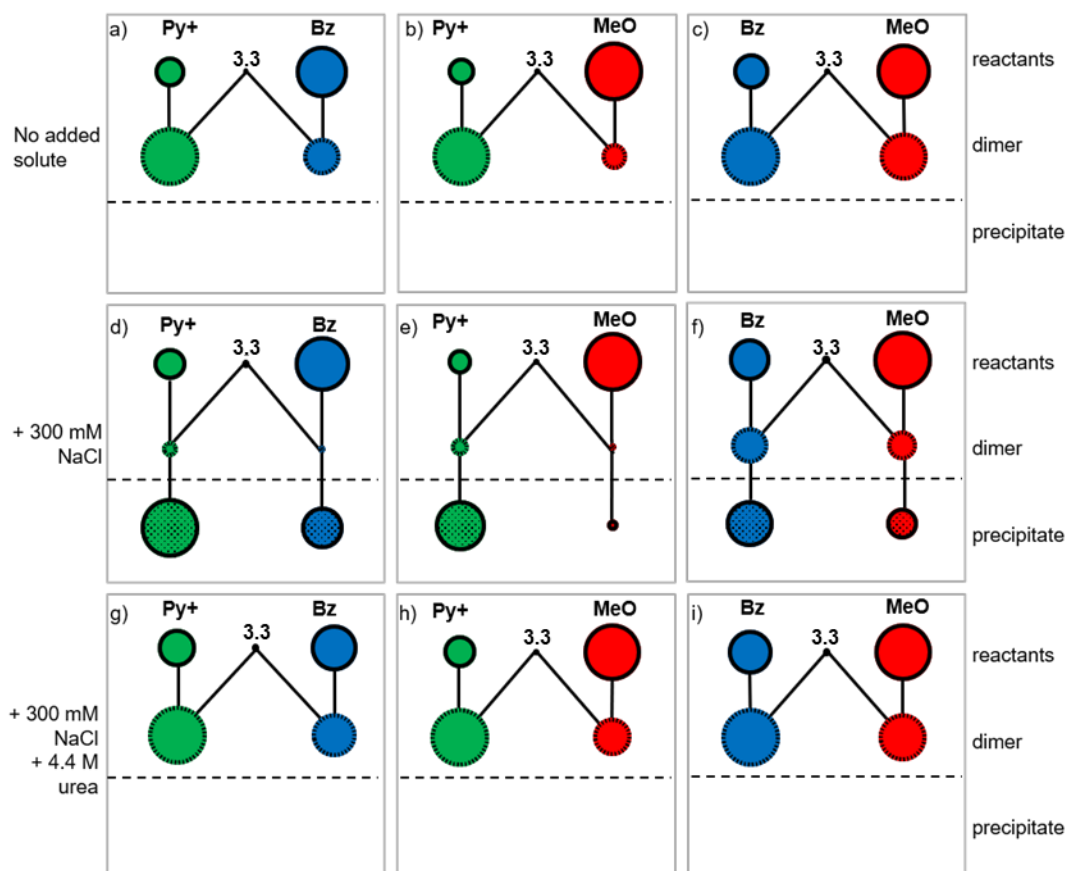 a) Py+ 3.3 Bz
b) Py+ 3.3 MeO
c) Bz 3.3 MeO
reactants
No added
solute
dimer
precipitate
d) Py+ 3.3 Bz
e) Py+ 3.3 MeO
f) Bz 3.3 MeO
reactants
+ 300 mM
NaCl
dimer
precipitate
g) Py+ 3.3 Bz
h) Py+ 3.3 MeO
i) Bz 3.3 MeO
reactants
+ 300 mM
NaCl
+ 4.4 M
urea
dimer
precipitate